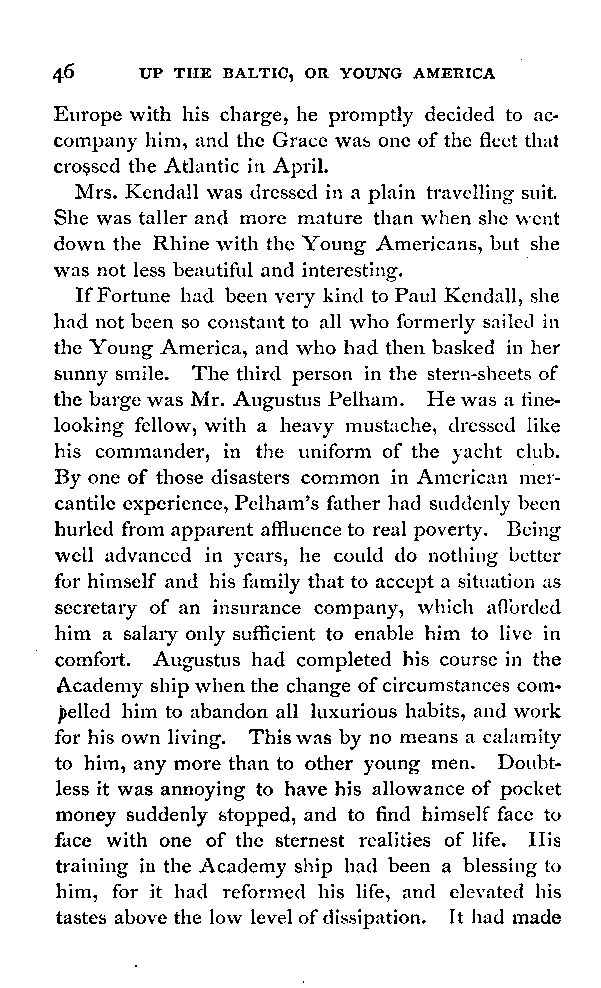 46 UP THE BALTIC, OR YOUNG AMERICA
Europe with his charge, he promptly decided to ac-
company him, and the Grace was one of the fleet that
crossed the Atlantic in April.
Mrs. Kendall was dressed in a plain travelling suit.
She was taller and more mature than when she went
down the Rhine with the Young Americans, but she
was not less beautiful and interesting.
If Fortune had been very kind to Paul Kendall, she
had not been so constant to all who formerly sailed in
the Young America, and who had then basked in her
sunny smile. The third person in the stern-sheets of
the barge was Mr. Augustus Pelham. He was a fine-
looking fellow, with a heavy mustache, dressed like
his commander, in the uniform of the yacht club.
By one of those disasters common in American mer-
cantile experience, Pelham's father had suddenly been
hurled from apparent affluence to real poverty. Being
well advanced in years, he could do nothing better
for himself and his family that to accept a situation as
secretary of an insurance company, which afforded
him a salary only sufficient to enable him to live in
comfort. Augustus had completed his course in the
Academy ship when the change of circumstances com-
pelled him to abandon all luxurious habits, and work
for his own living. This was by no means a calamity
to him, any more than to other young men. Doubt-
less it was annoying to have his allowance of pocket
money suddenly stopped, and to find himself face to
face with one of the sternest realities of life. His
training in the Academy ship had been a blessing to
him, for it had reformed his life, and elevated his
tastes above the low level of dissipation. It had made